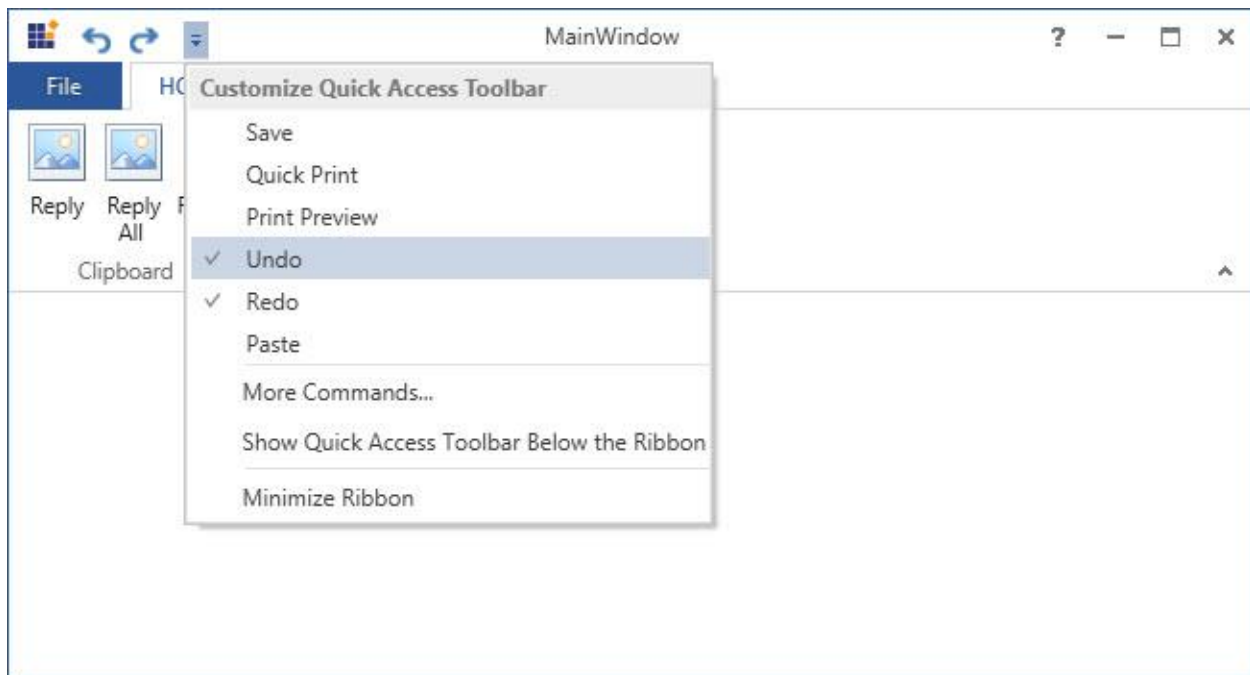 MainWindow
?
File
Customize Quick Access Toolbar
Save
Quick Print
Print Preview
Undo
Redo
Paste
More Commands...
Show Quick Access Toolbar Below the Ribbon
Minimize Ribbon
Reply
Reply
All
Clipboard